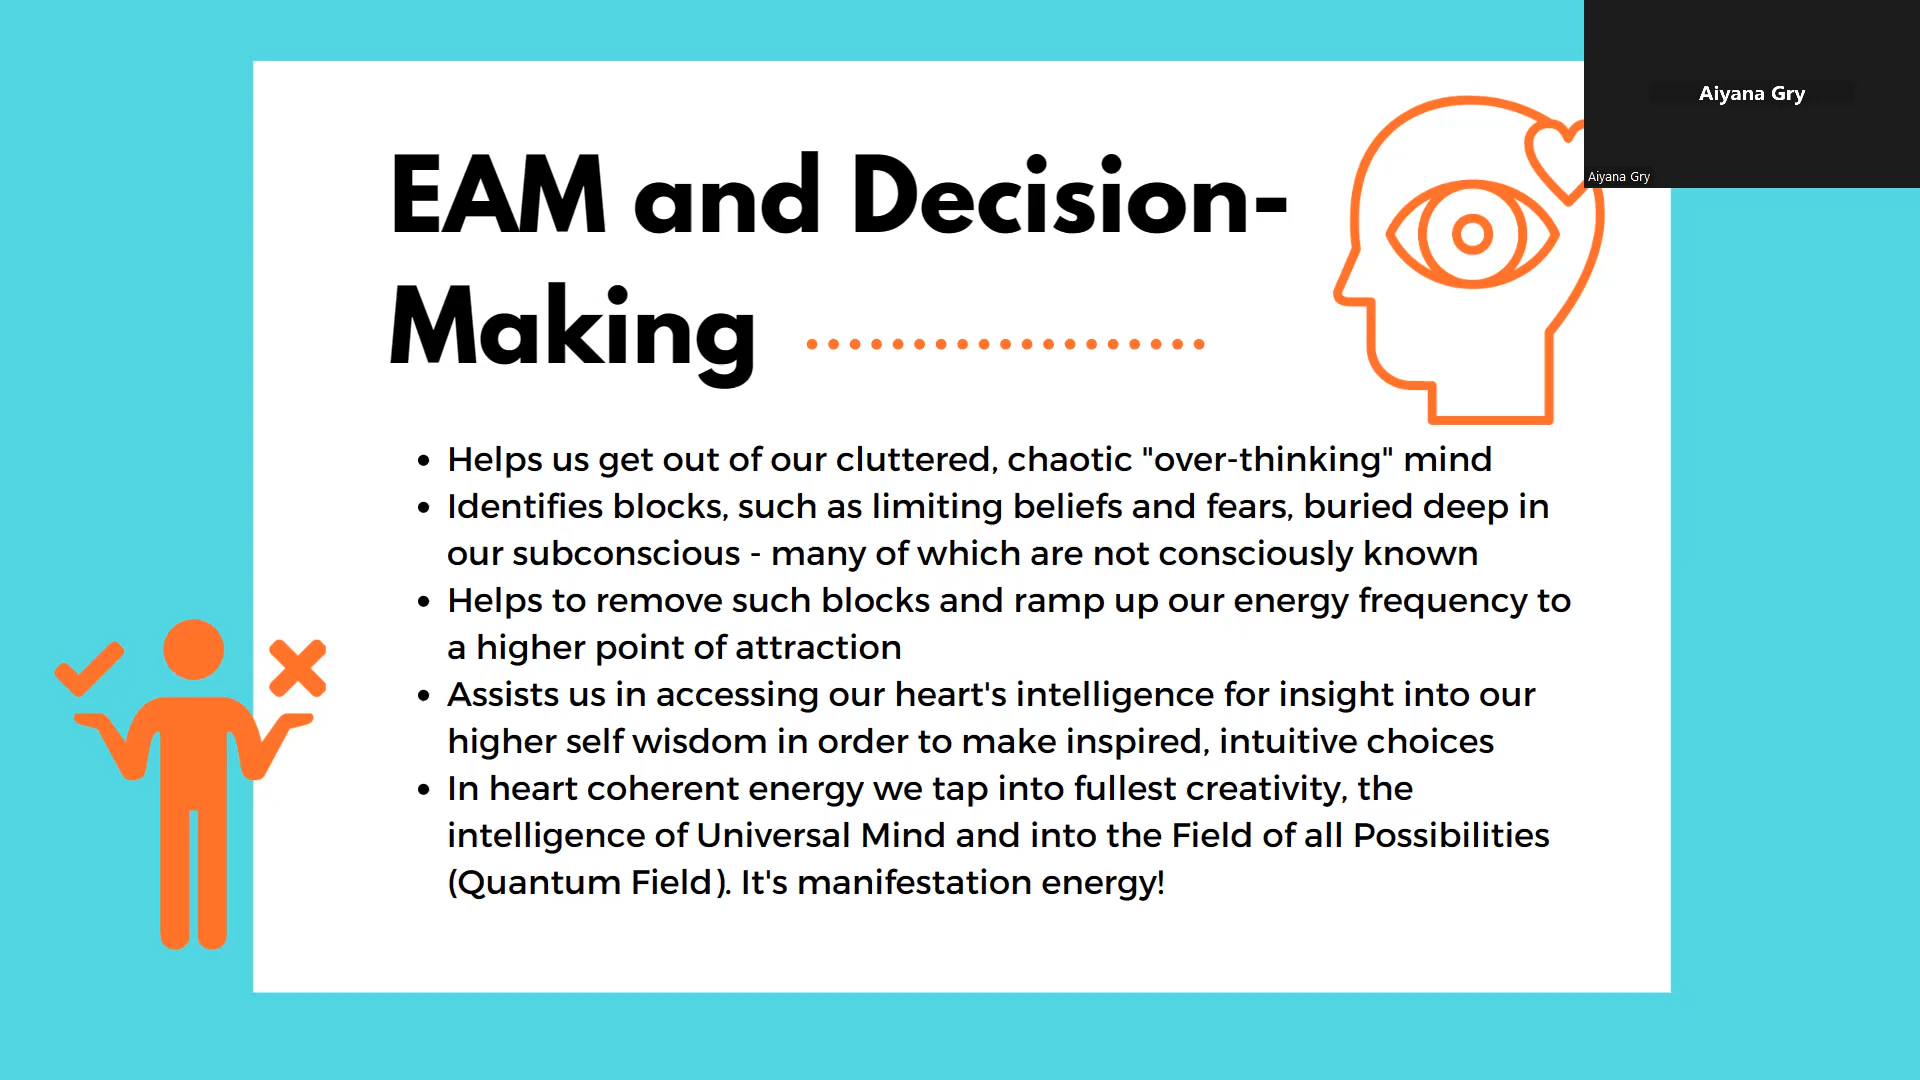 Aiyana Gry
Aiyana Gry
EAM and Decision-
Making
• Helps us get out of our cluttered, chaotic "over-thinking" mind
• Identifies blocks, such as limiting beliefs and fears, buried deep in
our subconscious - many of which are not consciously known
• Helps to remove such blocks and ramp up our energy frequency to
a higher point of attraction
• Assists us in accessing our heart's intelligence for insight into our
higher self wisdom in order to make inspired, intuitive choices
• In heart coherent energy we tap into fullest creativity, the
intelligence of Universal Mind and into the Field of all Possibilities
(Quantum Field). It's manifestation energy!